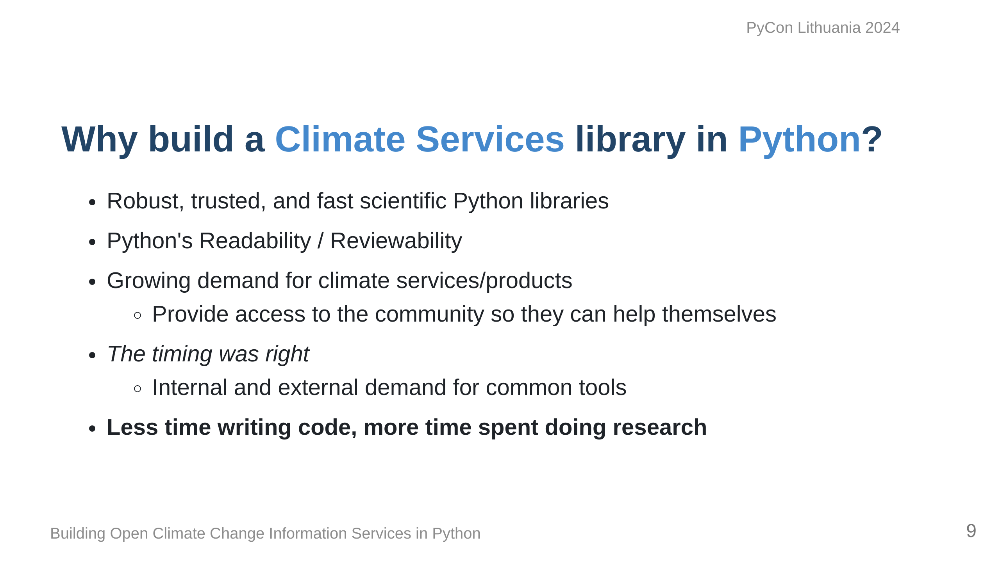 PyCon Lithuania 2024
Why build a Climate Services library in Python?
Robust, trusted, and fast scientific Python libraries
Python's Readability / Reviewability
Growing demand for climate services/products
Provide access to the community so they can help themselves
The timing was right
Internal and external demand for common tools
Less time writing code, more time spent doing research
Building Open Climate Change Information Services in Python
9